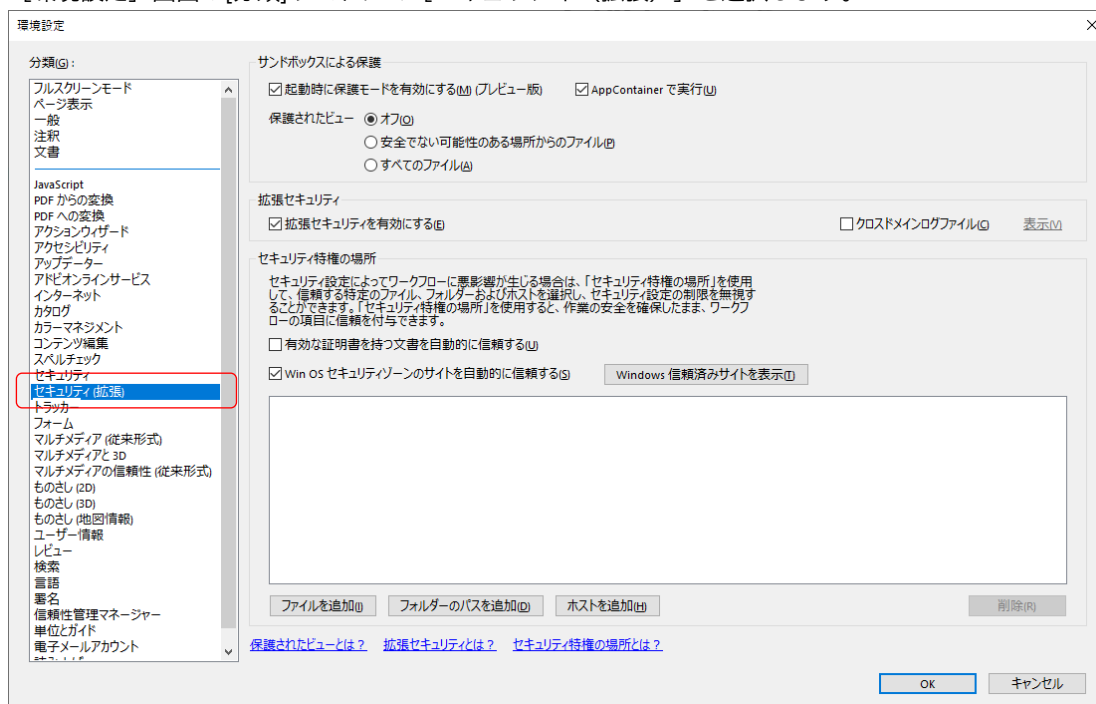 環境設定
分類(G):
フルスクリーンモード
ページ表示
一般
注釈
文書
JavaScript
PDF からの変換
PDF への変換
アクションウィザード
アクセシビリティ
アップデーター
アドビオンラインサービス
インターネット
カタログ
カラーマネジメント
コンテンツ編集
スペルチェック
セキュリティ
セキュリティ (拡張)
トラッカー
フォーム
マルチメディア (従来形式)
マルチメディアと 3D
マルチメディアの信頼性 (従来形式)
ものさし (2D)
ものさし (3D)
ものさし (地図情報)
ユーザー情報
レビュー
検索
言語
署名
信頼性管理マネージャー
単位とガイド
電子メールアカウント
サンドボックスによる保護
起動時に保護モードを有効にする(M) (プレビュー版)
AppContainer で実行(U)
保護されたビュー
オフ(O)
安全でない可能性のある場所からのファイル(P)
すべてのファイル(A)
拡張セキュリティ
拡張セキュリティを有効にする(E)
クロスドメインログファイル(C)
表示(V)
セキュリティ特権の場所
セキュリティ設定によってワークフローに悪影響が生じる場合は、「セキュリティ特権の場所」を使用
して、信頼する特定のファイル、フォルダーおよびホストを選択し、セキュリティ設定の制限を無視す
ることができます。「セキュリティ特権の場所」を使用すると、作業の安全を確保したまま、ワークフ
ローの項目に信頼を付与できます。
有効な証明書を持つ文書を自動的に信頼する(U)
Win OS セキュリティゾーンのサイトを自動的に信頼する(S)
Windows 信頼済みサイトを表示(T)
ファイルを追加(I)
フォルダーのパスを追加(D)
ホストを追加(H)
削除(R)
保護されたビューとは?
拡張セキュリティとは?
セキュリティ特権の場所とは?
OK
キャンセル